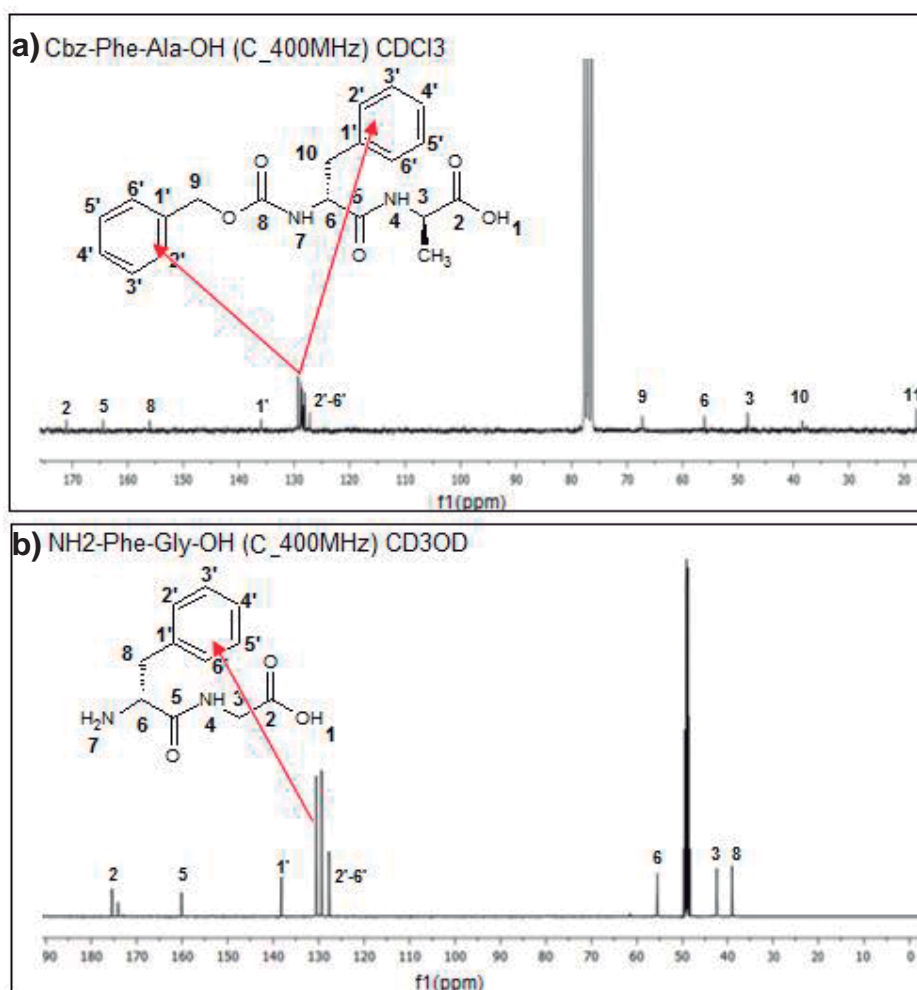 a) Cbz-Phe-Ala-OH (C_400MHz) CDCl3
3'
2' 4'
1' 5'
10 6'
O O
9 5 3
6' 1' 8 NH NH 2 OH
5' O 6 4 1
7 O CH3
4' 2'
3'
2 5 8 1' 2'-6' 9 6 3 10 11
170 160 150 140 130 120 110 100 90 80 70 60 50 40 30 20
f1(ppm)
b) NH2-Phe-Gly-OH (C_400MHz) CD3OD
3'
2' 4'
1' 5'
8 6' O
5 NH 3
H2N 6 4 2 OH
7 O 1
2 5 1' 2'-6' 6 3 8
90 180 170 160 150 140 130 120 110 100 90 80 70 60 50 40 30 20 10 0
f1(ppm)